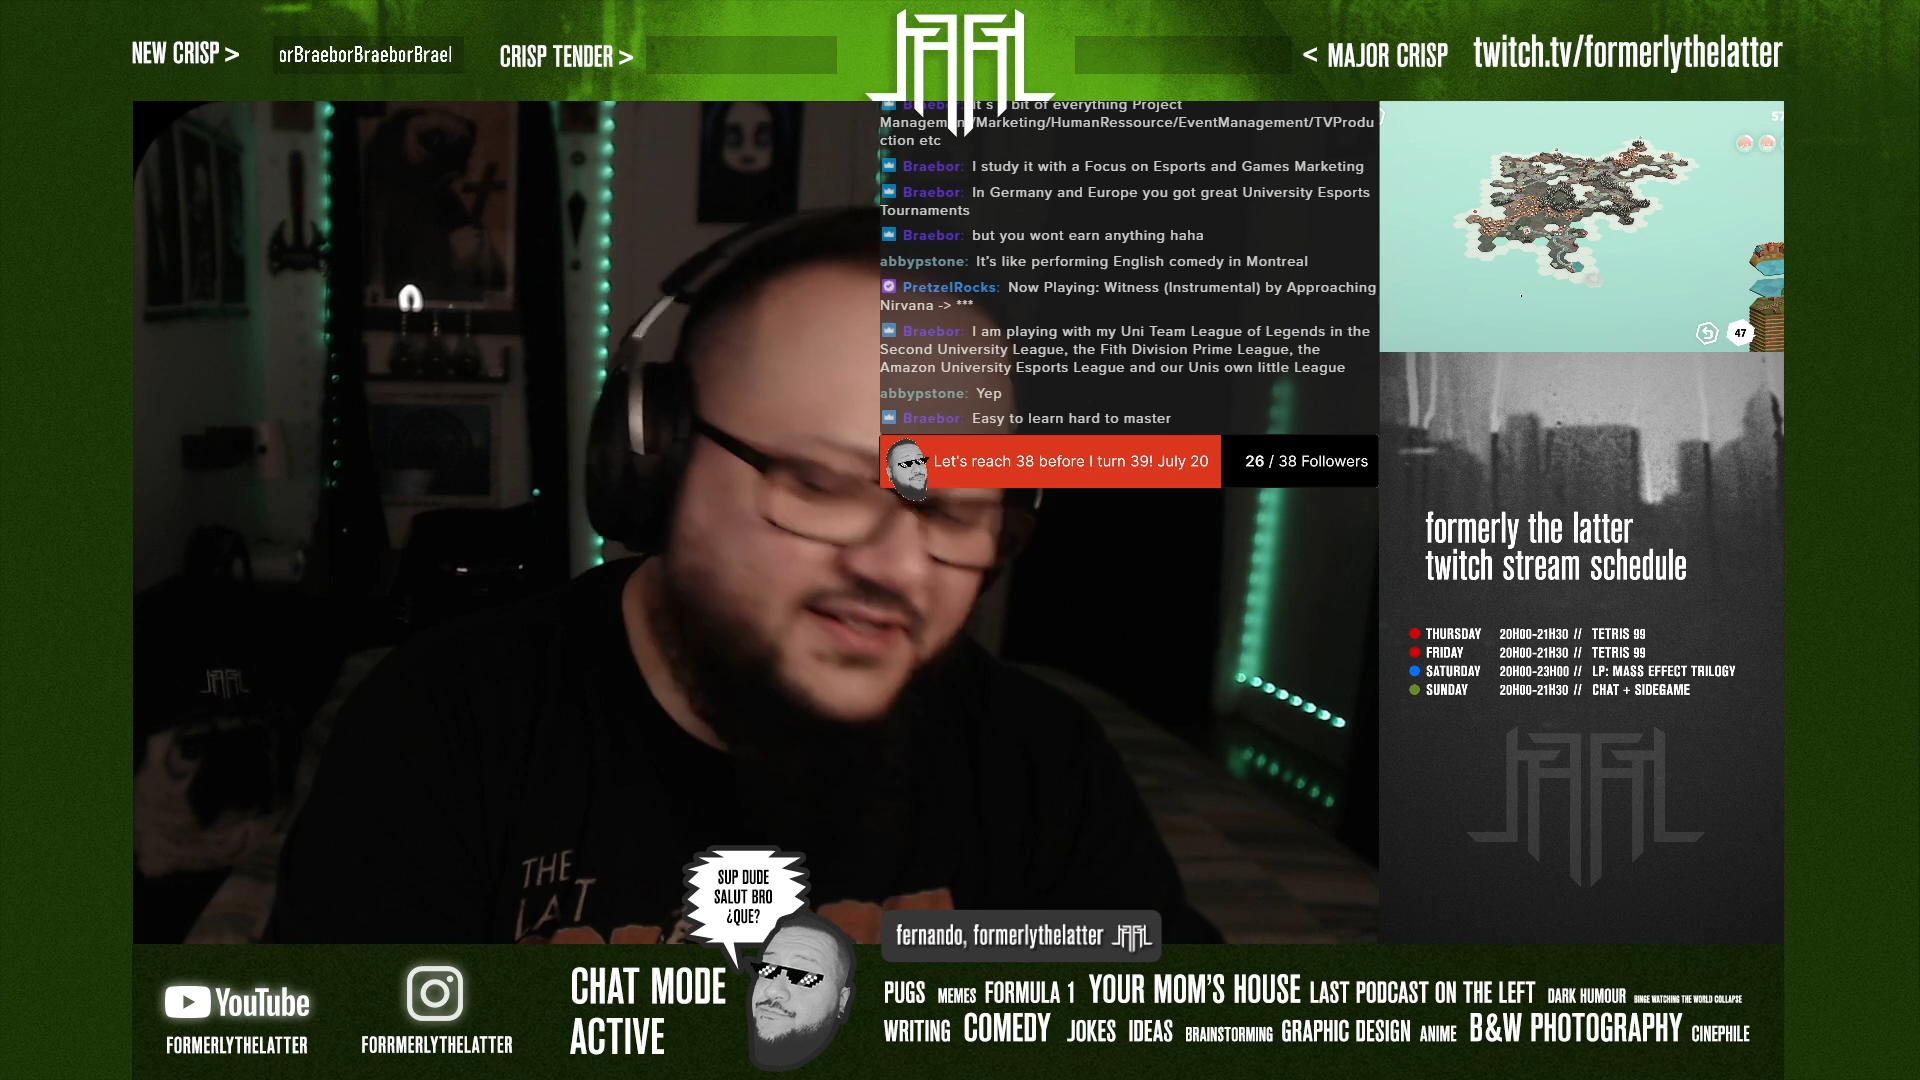 NEW CRISP >
orBraeborBraeborBrael
CRISP TENDER >
< MAJOR CRISP
twitch.tv/formerlythelatter
bit of everything Project
/Marketing/HumanRessource/EventManagement/TVProdu
ction etc
Braebor: I study it with a Focus on Esports and Games Marketing
Braebor: In Germany and Europe you got great University Esports
Tournaments
Braebor: but you wont earn anything haha
abbypstone: It's like performing English comedy in Montreal
PretzelRocks: Now Playing: Witness (Instrumental) by Approaching
Nirvana -> ***
Braebor: I am playing with my Uni Team League of Legends in the
Second University League, the Fith Division Prime League, the
Amazon University Esports League and our Unis own little League
abbypstone: Yep
Braebor: Easy to learn hard to master
Let's reach 38 before I turn 39! July 20
26 / 38 Followers
57
47
formerly the latter
twitch stream schedule
THURSDAY 20H00-21H30 // TETRIS 99
FRIDAY 20H00-21H30 // TETRIS 99
SATURDAY 20H00-23H00 // LP: MASS EFFECT TRILOGY
SUNDAY 20H00-21H30 // CHAT + SIDEGAME
THE
LAT
SUP DUDE
SALUT BRO
¿QUE?
fernando, formerlythelatter
YouTube
FORMERLYTHELATTER
FORRMERLYTHELATTER
CHAT MODE
ACTIVE
PUGS MEMES FORMULA 1 YOUR MOM'S HOUSE LAST PODCAST ON THE LEFT DARK HUMOUR BINGE WATCHING THE WORLD COLLAPSE
WRITING COMEDY JOKES IDEAS BRAINSTORMING GRAPHIC DESIGN ANIME B&W PHOTOGRAPHY CINEPHILE